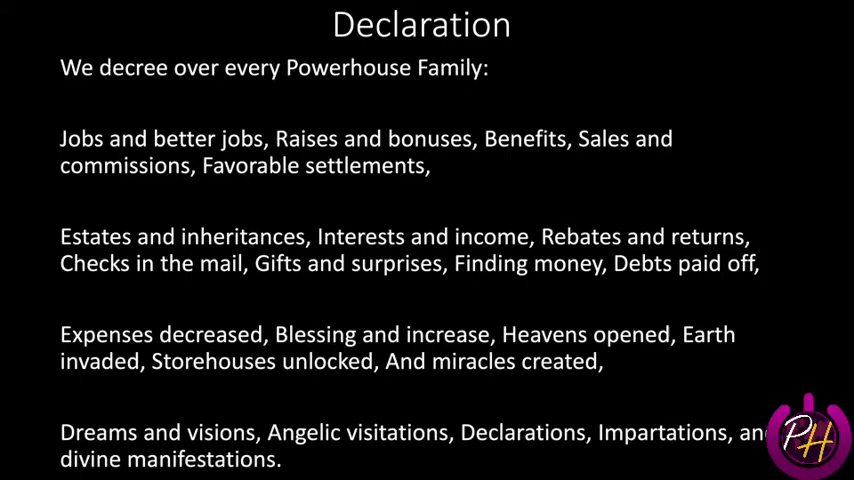 Declaration
We decree over every Powerhouse Family:
Jobs and better jobs, Raises and bonuses, Benefits, Sales and
commissions, Favorable settlements,
Estates and inheritances, Interests and income, Rebates and returns,
Checks in the mail, Gifts and surprises, Finding money, Debts paid off,
Expenses decreased, Blessing and increase, Heavens opened, Earth
invaded, Storehouses unlocked, And miracles created,
Dreams and visions, Angelic visitations, Declarations, Impartations, and
divine manifestations.
PH